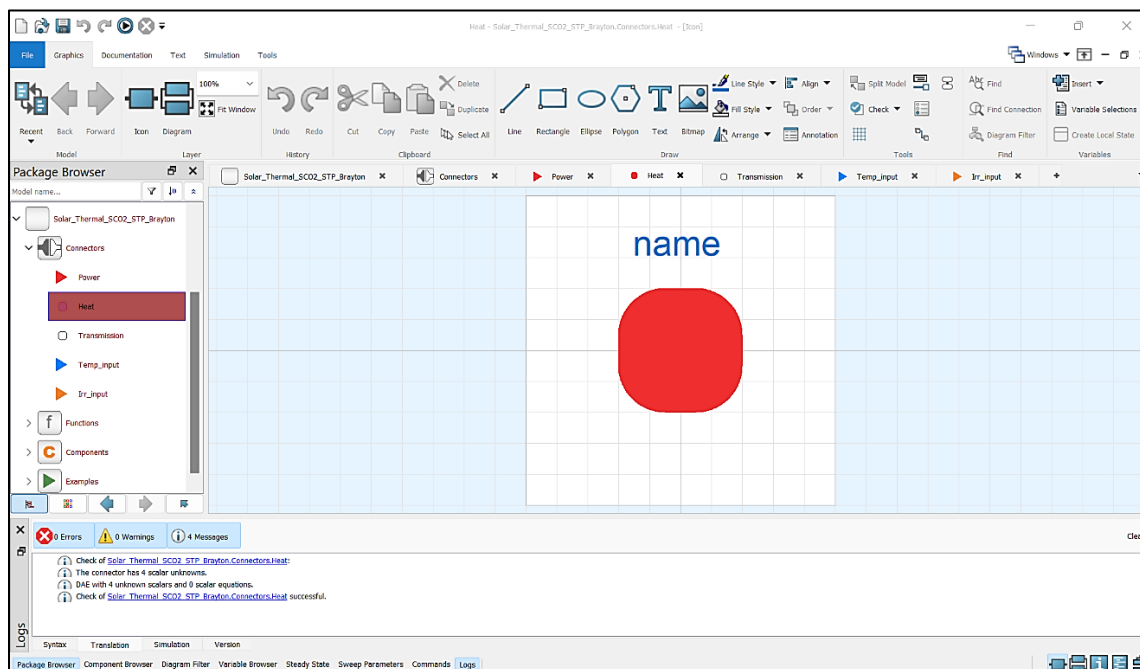 Heat - Solar_Thermal_SCO2_STP_Brayton.Connectors.Heat - [Icon]
File Graphics Documentation Text Simulation Tools Windows
100% Delete Line Style Align Split Model Find Insert
Fit Window Duplicate Fill Style Order Check Find Connection Variable Selections
Recent Back Forward Icon Diagram Undo Redo Cut Copy Paste Select All Line Rectangle Ellipse Polygon Text Bitmap Arrange Annotation Diagram Filter Create Local State
Model Layer History Clipboard Draw Tools Find Variables
Package Browser
Solar_Thermal_SCO2_STP_Brayton Connectors Power Heat Transmission Temp_input Irr_input
Model name...
Solar_Thermal_SCO2_STP_Brayton
Connectors
Power
Heat
Transmission
Temp_input
Irr_input
f Functions
C Components
Examples
name
0 Errors 0 Warnings 4 Messages Clea
Check of Solar_Thermal_SCO2_STP_Brayton.Connectors.Heat:
The connector has 4 scalar unknowns.
DAE with 4 unknown scalars and 0 scalar equations.
Check of Solar_Thermal_SCO2_STP_Brayton.Connectors.Heat successful.
Logs
Syntax Translation Simulation Version
Package Browser Component Browser Diagram Filter Variable Browser Steady State Sweep Parameters Commands Logs